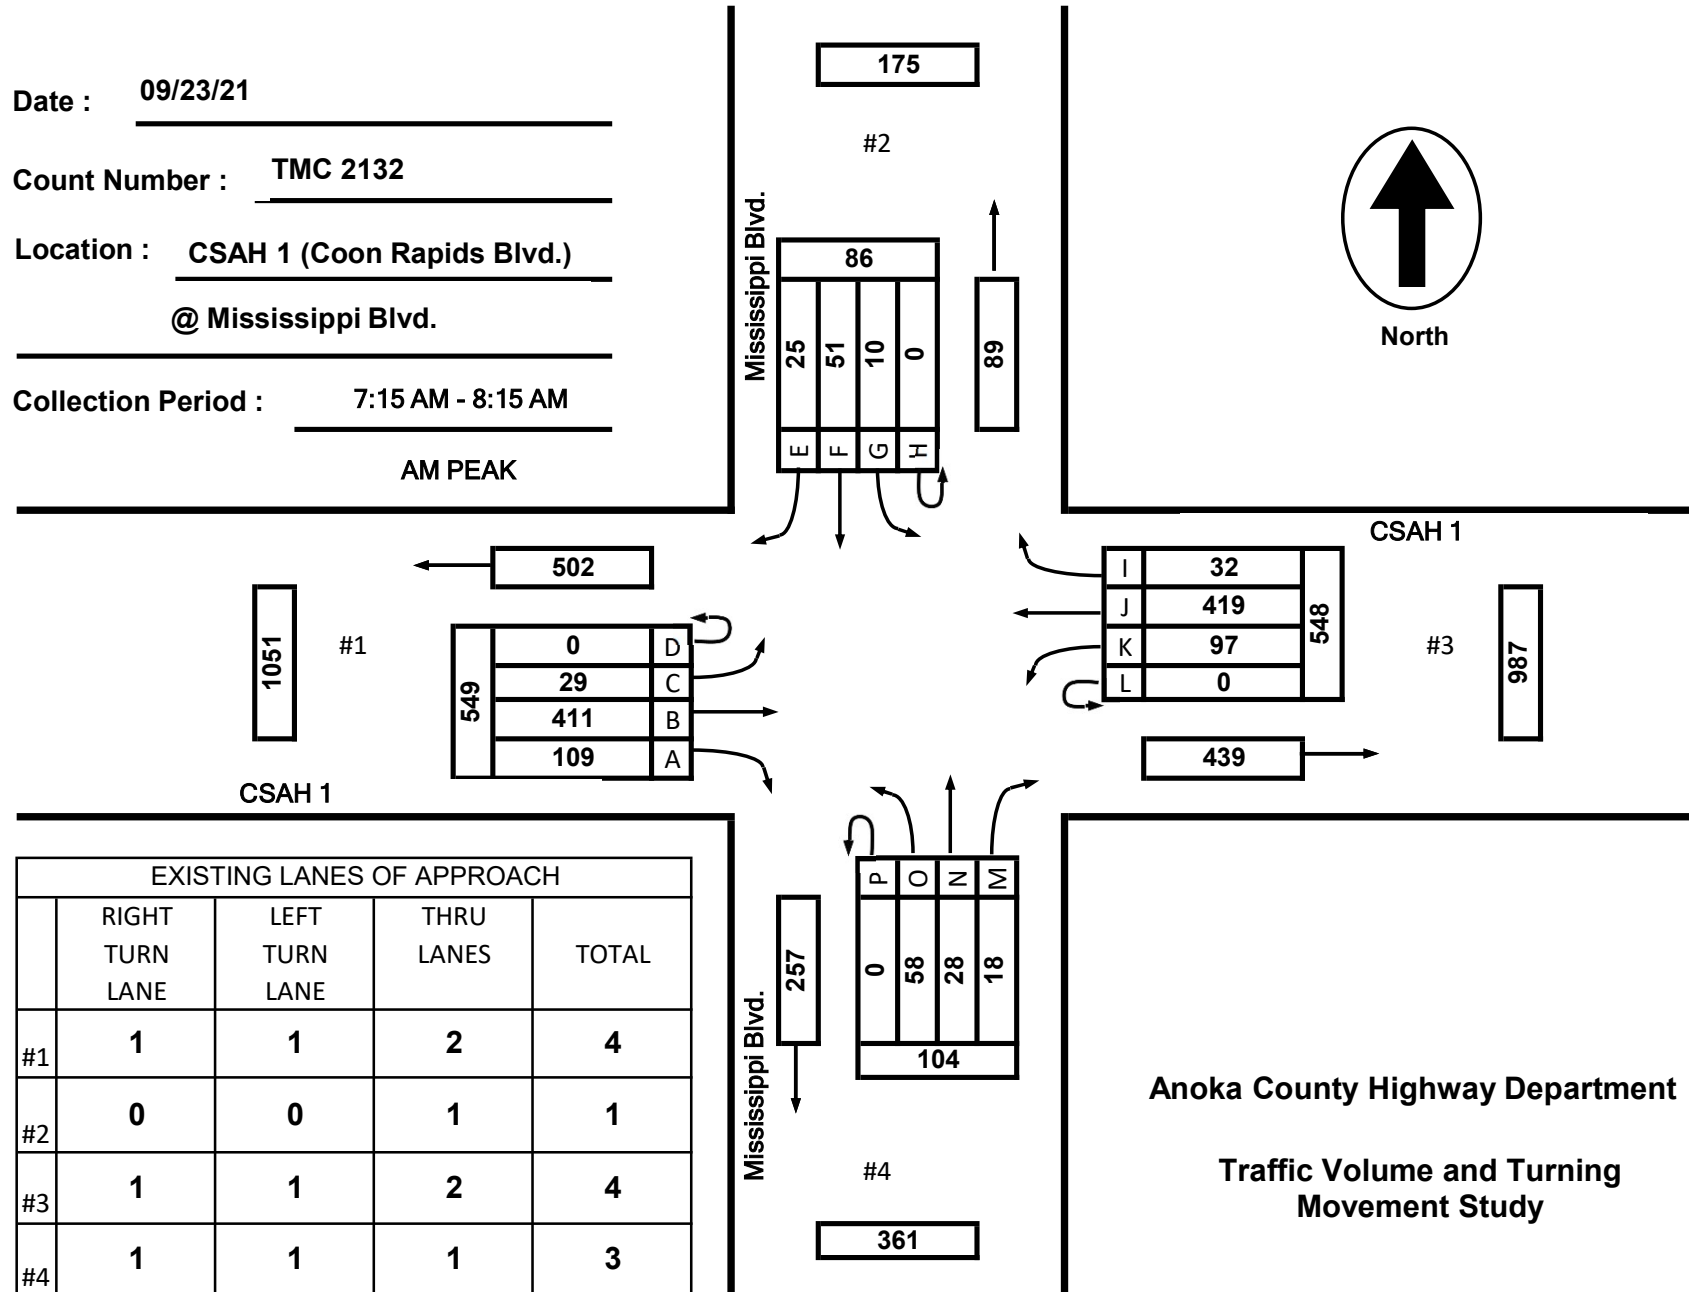 Date : 09/23/21
Count Number : TMC 2132
Location : CSAH 1 (Coon Rapids Blvd.)
@ Mississippi Blvd.
Collection Period : 7:15 AM - 8:15 AM
AM PEAK
175
#2
Mississippi Blvd.
86
25 51 10 0
E F G H
89
North
CSAH 1
502
1051
#1
549
0 D
29 C
411 B
109 A
CSAH 1
I 32
J 419
K 97
L 0
548
#3
987
439
P O N M
0 58 28 18
104
257
Mississippi Blvd.
#4
361
EXISTING LANES OF APPROACH
RIGHT TURN LANE
LEFT TURN LANE
THRU LANES
TOTAL
#1 1 1 2 4
#2 0 0 1 1
#3 1 1 2 4
#4 1 1 1 3
Anoka County Highway Department
Traffic Volume and Turning
Movement Study